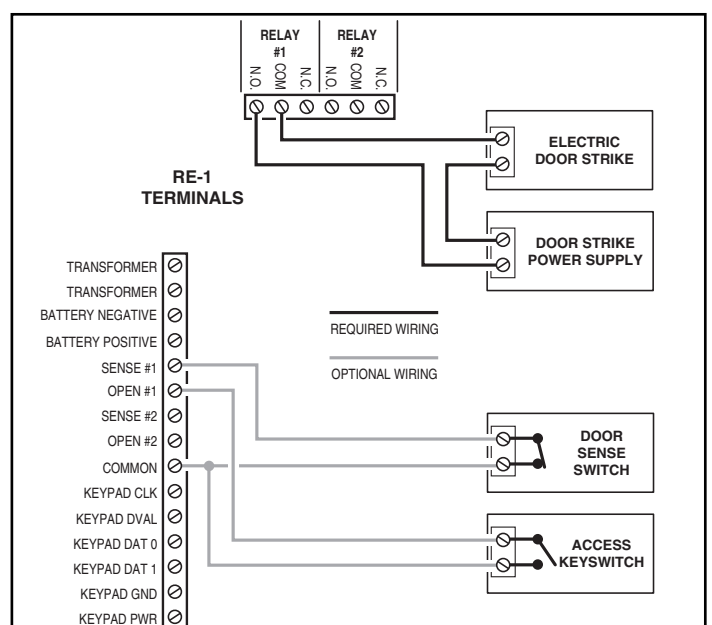 RELAY
#1
RELAY
#2
N.O.
COM
N.C.
N.O.
COM
N.C.
ELECTRIC
DOOR STRIKE
RE-1
TERMINALS
DOOR STRIKE
POWER SUPPLY
TRANSFORMER
TRANSFORMER
BATTERY NEGATIVE
BATTERY POSITIVE
SENSE #1
OPEN #1
SENSE #2
OPEN #2
COMMON
KEYPAD CLK
KEYPAD DVAL
KEYPAD DAT 0
KEYPAD DAT 1
KEYPAD GND
KEYPAD PWR
REQUIRED WIRING
OPTIONAL WIRING
DOOR
SENSE
SWITCH
ACCESS
KEYSWITCH